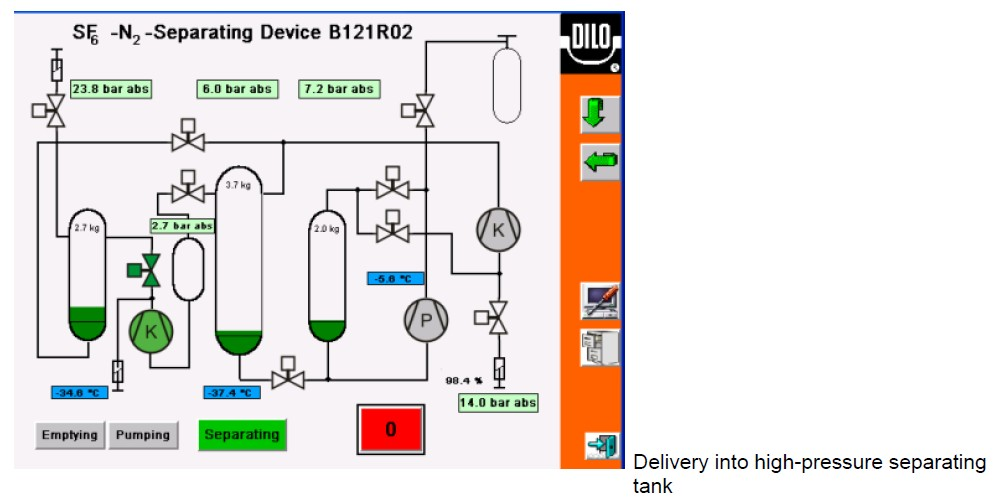 SF6 -N2 -Separating Device B121R02
DILO
23.8 bar abs
6.0 bar abs
7.2 bar abs
3.7 kg
2.7 kg
2.7 bar abs
2.0 kg
K
-5.6 °C
P
K
98.4 %
-34.6 °C
-37.4 °C
14.0 bar abs
Emptying
Pumping
Separating
0
Delivery into high-pressure separating
tank